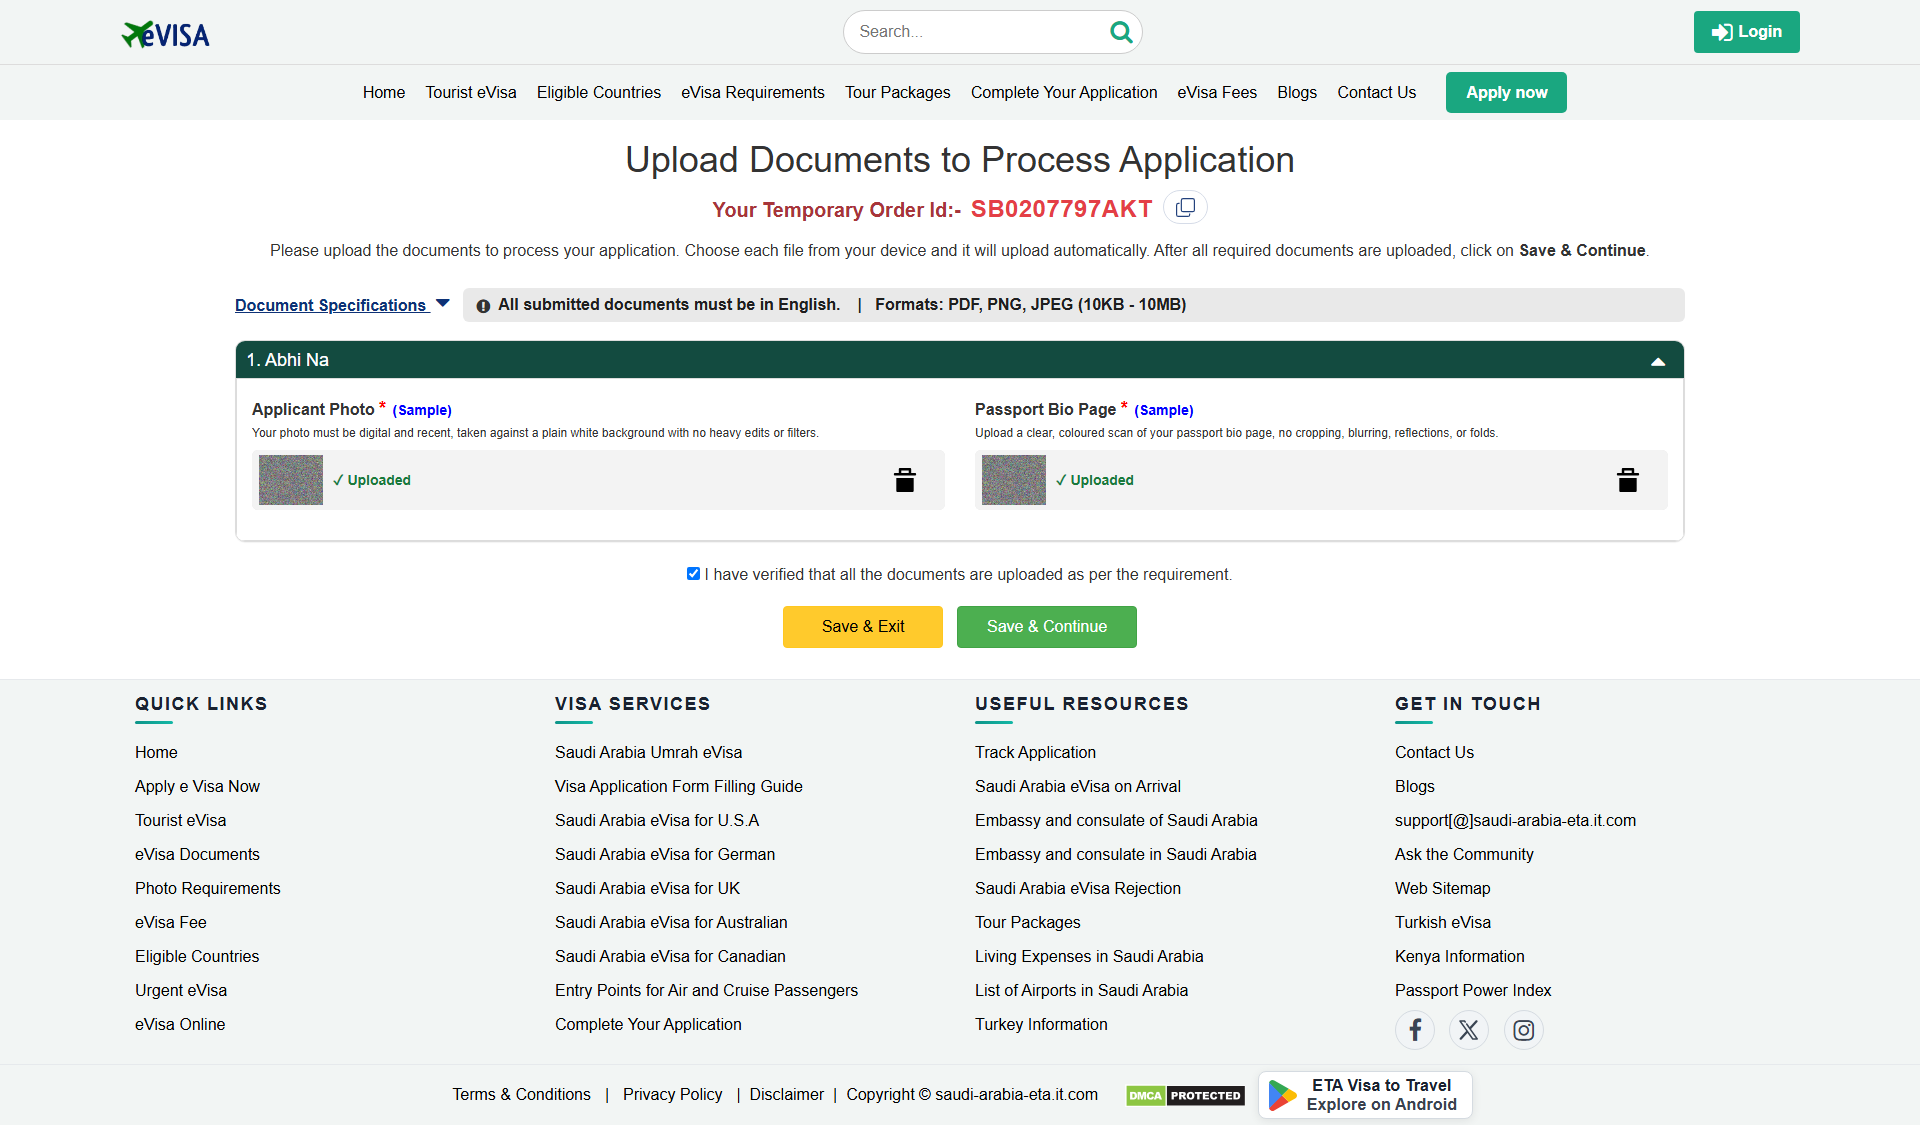 eVISA
Search...
Login
Home Tourist eVisa Eligible Countries eVisa Requirements Tour Packages Complete Your Application eVisa Fees Blogs Contact Us Apply now
Upload Documents to Process Application
Your Temporary Order Id:- SB0207797AKT
Please upload the documents to process your application. Choose each file from your device and it will upload automatically. After all required documents are uploaded, click on Save & Continue.
Document Specifications
All submitted documents must be in English. | Formats: PDF, PNG, JPEG (10KB - 10MB)
1. Abhi Na
Applicant Photo * (Sample)
Your photo must be digital and recent, taken against a plain white background with no heavy edits or filters.
✓ Uploaded
Passport Bio Page * (Sample)
Upload a clear, coloured scan of your passport bio page, no cropping, blurring, reflections, or folds.
✓ Uploaded
I have verified that all the documents are uploaded as per the requirement.
Save & Exit
Save & Continue
QUICK LINKS
Home
Apply e Visa Now
Tourist eVisa
eVisa Documents
Photo Requirements
eVisa Fee
Eligible Countries
Urgent eVisa
eVisa Online
VISA SERVICES
Saudi Arabia Umrah eVisa
Visa Application Form Filling Guide
Saudi Arabia eVisa for U.S.A
Saudi Arabia eVisa for German
Saudi Arabia eVisa for UK
Saudi Arabia eVisa for Australian
Saudi Arabia eVisa for Canadian
Entry Points for Air and Cruise Passengers
Complete Your Application
USEFUL RESOURCES
Track Application
Saudi Arabia eVisa on Arrival
Embassy and consulate of Saudi Arabia
Embassy and consulate in Saudi Arabia
Saudi Arabia eVisa Rejection
Tour Packages
Living Expenses in Saudi Arabia
List of Airports in Saudi Arabia
Turkey Information
GET IN TOUCH
Contact Us
Blogs
support[@]saudi-arabia-eta.it.com
Ask the Community
Web Sitemap
Turkish eVisa
Kenya Information
Passport Power Index
Terms & Conditions | Privacy Policy | Disclaimer | Copyright © saudi-arabia-eta.it.com
DMCA PROTECTED
ETA Visa to Travel
Explore on Android